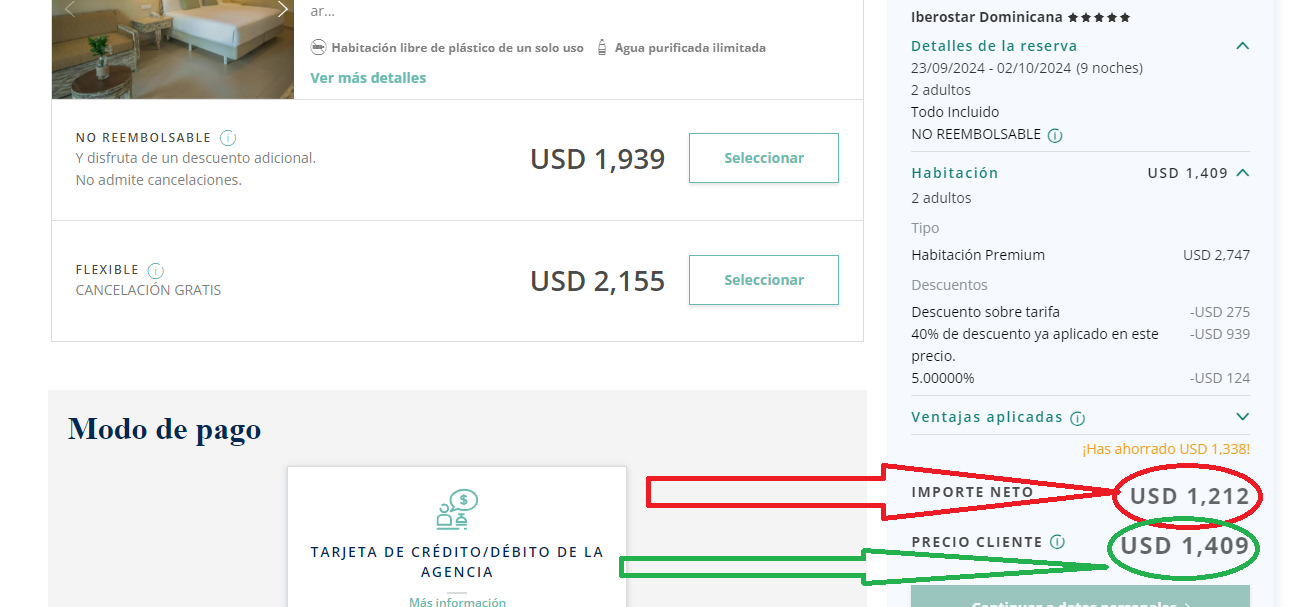 ar...
Habitación libre de plástico de un solo uso Agua purificada ilimitada
Ver más detalles
NO REEMBOLSABLE
Y disfruta de un descuento adicional.
No admite cancelaciones.
USD 1,939
Seleccionar
FLEXIBLE
CANCELACIÓN GRATIS
USD 2,155
Seleccionar
Modo de pago
TARJETA DE CRÉDITO/DÉBITO DE LA
AGENCIA
Más información
Iberostar Dominicana ★★★★★
Detalles de la reserva
23/09/2024 - 02/10/2024 (9 noches)
2 adultos
Todo Incluido
NO REEMBOLSABLE
Habitación USD 1,409
2 adultos
Tipo
Habitación Premium USD 2,747
Descuentos
Descuento sobre tarifa -USD 275
40% de descuento ya aplicado en este -USD 939
precio.
5.00000% -USD 124
Ventajas aplicadas
¡Has ahorrado USD 1,338!
IMPORTE NETO USD 1,212
PRECIO CLIENTE USD 1,409
Continuar a datos personales